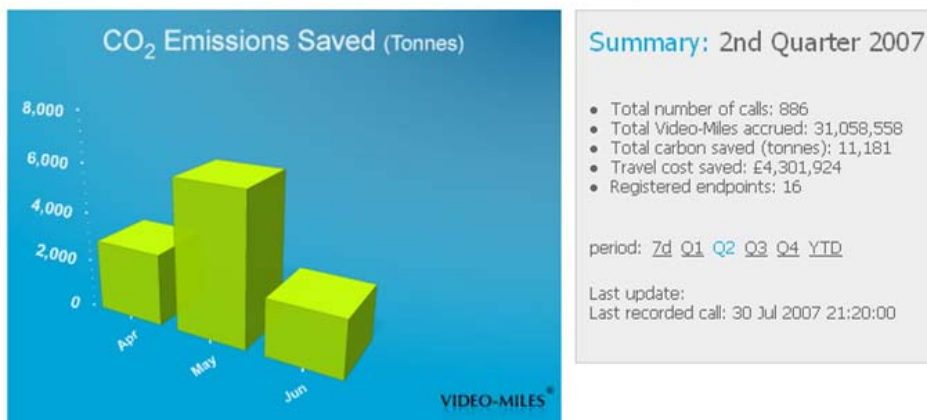 CO₂ Emissions Saved (Tonnes)
8,000
6,000
4,000
2,000
0
Apr
May
Jun
VIDEO-MILES®
Summary: 2nd Quarter 2007
• Total number of calls: 886
• Total Video-Miles accrued: 31,058,558
• Total carbon saved (tonnes): 11,181
• Travel cost saved: £4,301,924
• Registered endpoints: 16
period: 7d Q1 Q2 Q3 Q4 YTD
Last update:
Last recorded call: 30 Jul 2007 21:20:00